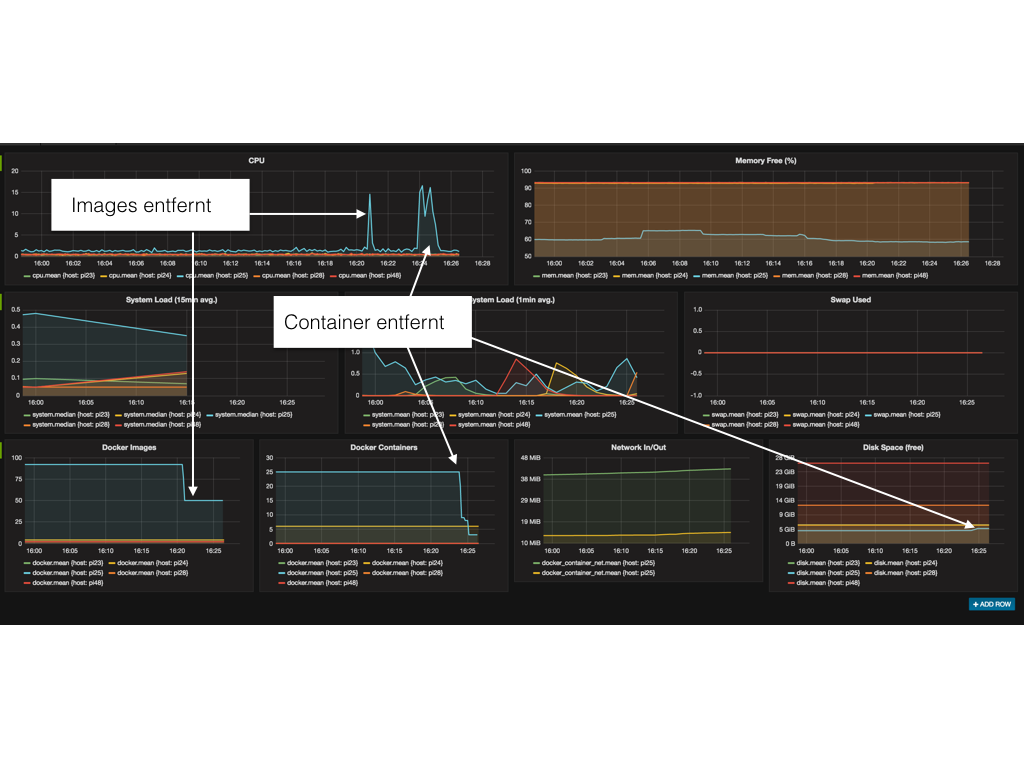 CPU
20
15
10
5
0
Images entfernt
16:00 16:02 16:04 16:06 16:08 16:10 16:12 16:14 16:16 16:18 16:20 16:22 16:24 16:26 16:28
cpu.mean {host: pi23} cpu.mean {host: pi24} cpu.mean {host: pi25} cpu.mean {host: pi28} cpu.mean {host: pi48}
Memory Free (%)
100
90
80
70
60
50
16:00 16:02 16:04 16:06 16:08 16:10 16:12 16:14 16:16 16:18 16:20 16:22 16:24 16:26 16:28
mem.mean {host: pi23} mem.mean {host: pi24} mem.mean {host: pi25} mem.mean {host: pi28} mem.mean {host: pi48}
System Load (15min avg.)
0.5
0.4
0.3
0.2
0.1
0
16:00 16:05 16:10 16:15 16:20 16:25
system.median {host: pi23} system.median {host: pi24} system.median {host: pi25}
system.median {host: pi28} system.median {host: pi48}
Container entfernt
ystem Load (1min avg.)
1.0
0.5
0
16:00 16:05 16:10 16:15 16:20 16:25
system.mean {host: pi23} system.mean {host: pi24} system.mean {host: pi25}
system.mean {host: pi28} system.mean {host: pi48}
Swap Used
1.0
0.5
0
-0.5
-1.0
16:00 16:05 16:10 16:15 16:20 16:25
swap.mean {host: pi23} swap.mean {host: pi24} swap.mean {host: pi25}
swap.mean {host: pi28} swap.mean {host: pi48}
Docker Images
100
75
50
25
0
16:00 16:05 16:10 16:15 16:20 16:25
docker.mean {host: pi23} docker.mean {host: pi24}
docker.mean {host: pi25} docker.mean {host: pi28}
docker.mean {host: pi48}
Docker Containers
30
25
20
15
10
5
0
16:00 16:05 16:10 16:15 16:20 16:25
docker.mean {host: pi23} docker.mean {host: pi24}
docker.mean {host: pi25} docker.mean {host: pi28}
docker.mean {host: pi48}
Network In/Out
48 MiB
38 MiB
29 MiB
19 MiB
10 MiB
16:00 16:05 16:10 16:15 16:20 16:25
docker_container_net.mean {host: pi25}
docker_container_net.mean {host: pi25}
Disk Space (free)
28 GiB
23 GiB
19 GiB
14 GiB
9 GiB
5 GiB
0 B
16:00 16:05 16:10 16:15 16:20 16:25
disk.mean {host: pi23} disk.mean {host: pi24}
disk.mean {host: pi25} disk.mean {host: pi28}
disk.mean {host: pi48}
+ ADD ROW